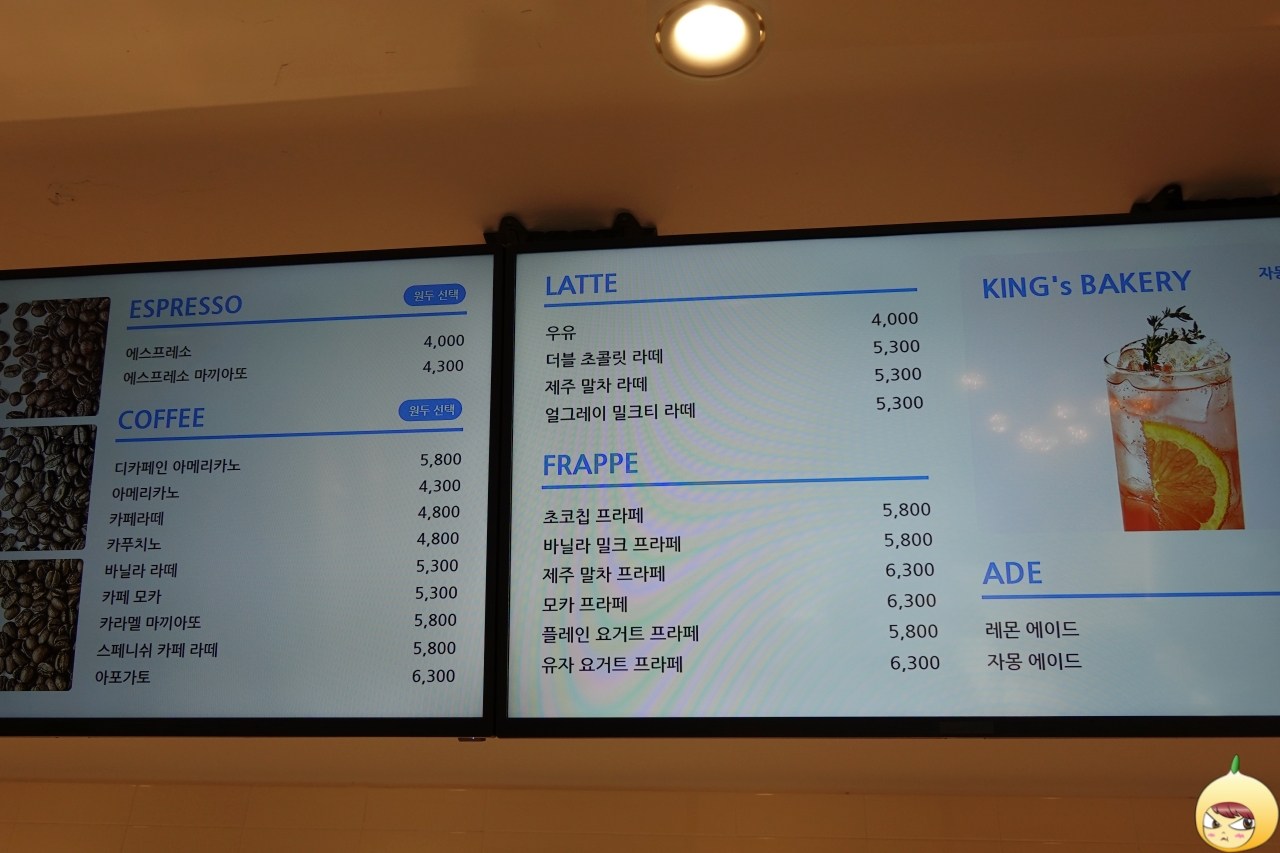 ESPRESSO 원두 선택
에스프레소 4,000
에스프레소 마끼아또 4,300
COFFEE 원두 선택
디카페인 아메리카노 5,800
아메리카노 4,300
카페라떼 4,800
카푸치노 4,800
바닐라 라떼 5,300
카페 모카 5,300
카라멜 마끼아또 5,800
스페니쉬 카페 라떼 5,800
아포가토 6,300
LATTE
우유 4,000
더블 초콜릿 라떼 5,300
제주 말차 라떼 5,300
얼그레이 밀크티 라떼 5,300
FRAPPE
초코칩 프라페 5,800
바닐라 밀크 프라페 5,800
제주 말차 프라페 6,300
모카 프라페 6,300
플레인 요거트 프라페 5,800
유자 요거트 프라페 6,300
KING's BAKERY
ADE
레몬 에이드
자몽 에이드